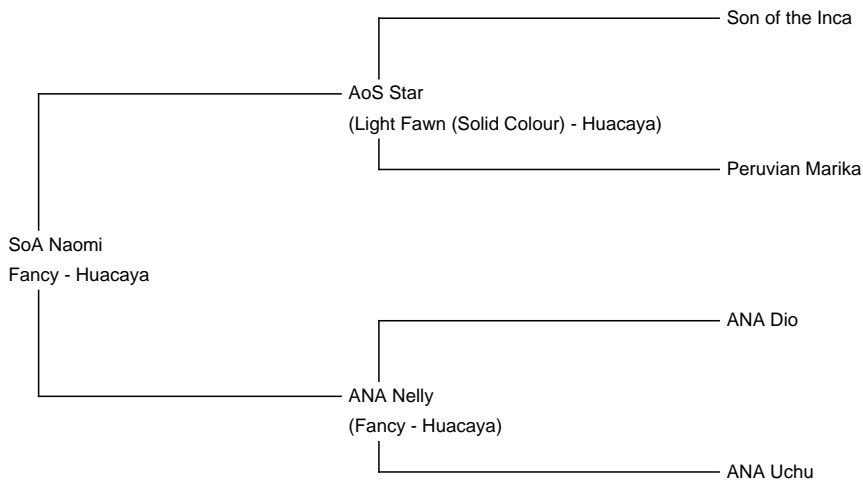 Son of the Inca
AoS Star
(Light Fawn (Solid Colour) - Huacaya)
Peruvian Marika
SoA Naomi
Fancy - Huacaya
ANA Dio
ANA Nelly
(Fancy - Huacaya)
ANA Uchu